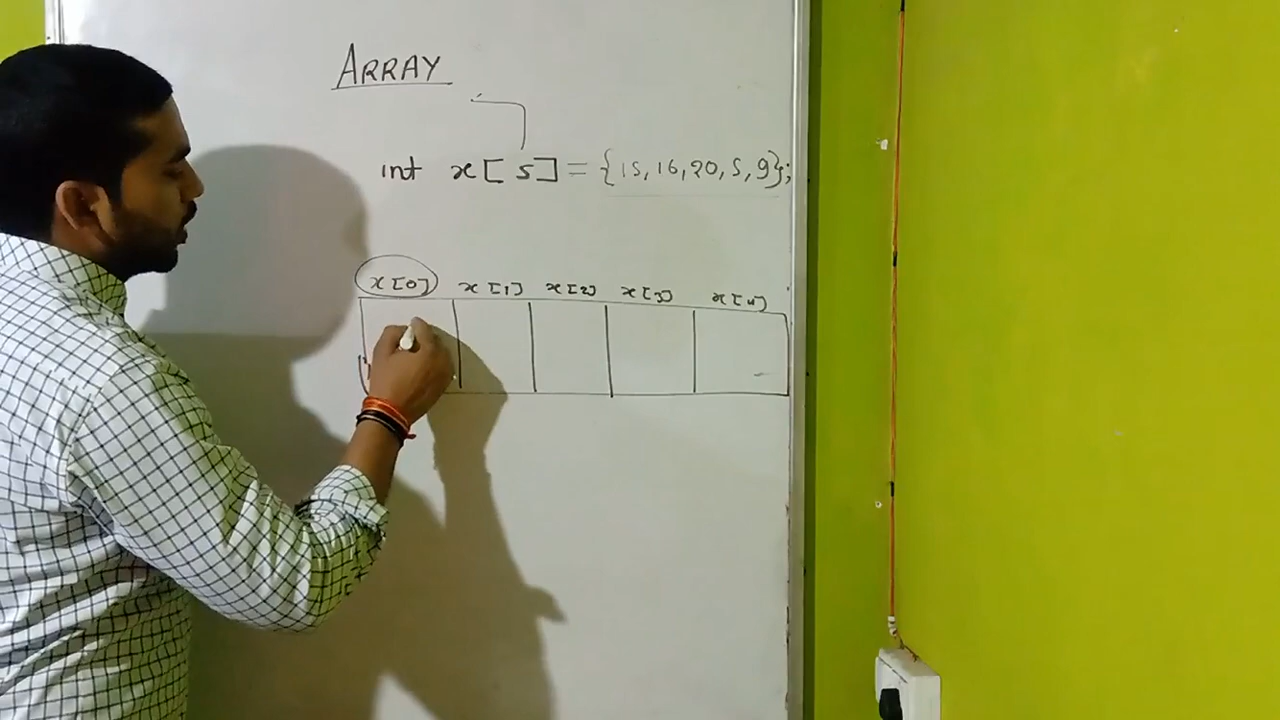 ARRAY
int x[5] = {15, 16, 20, 5, 9};
x[0] x[1] x[2] x[3] x[4]